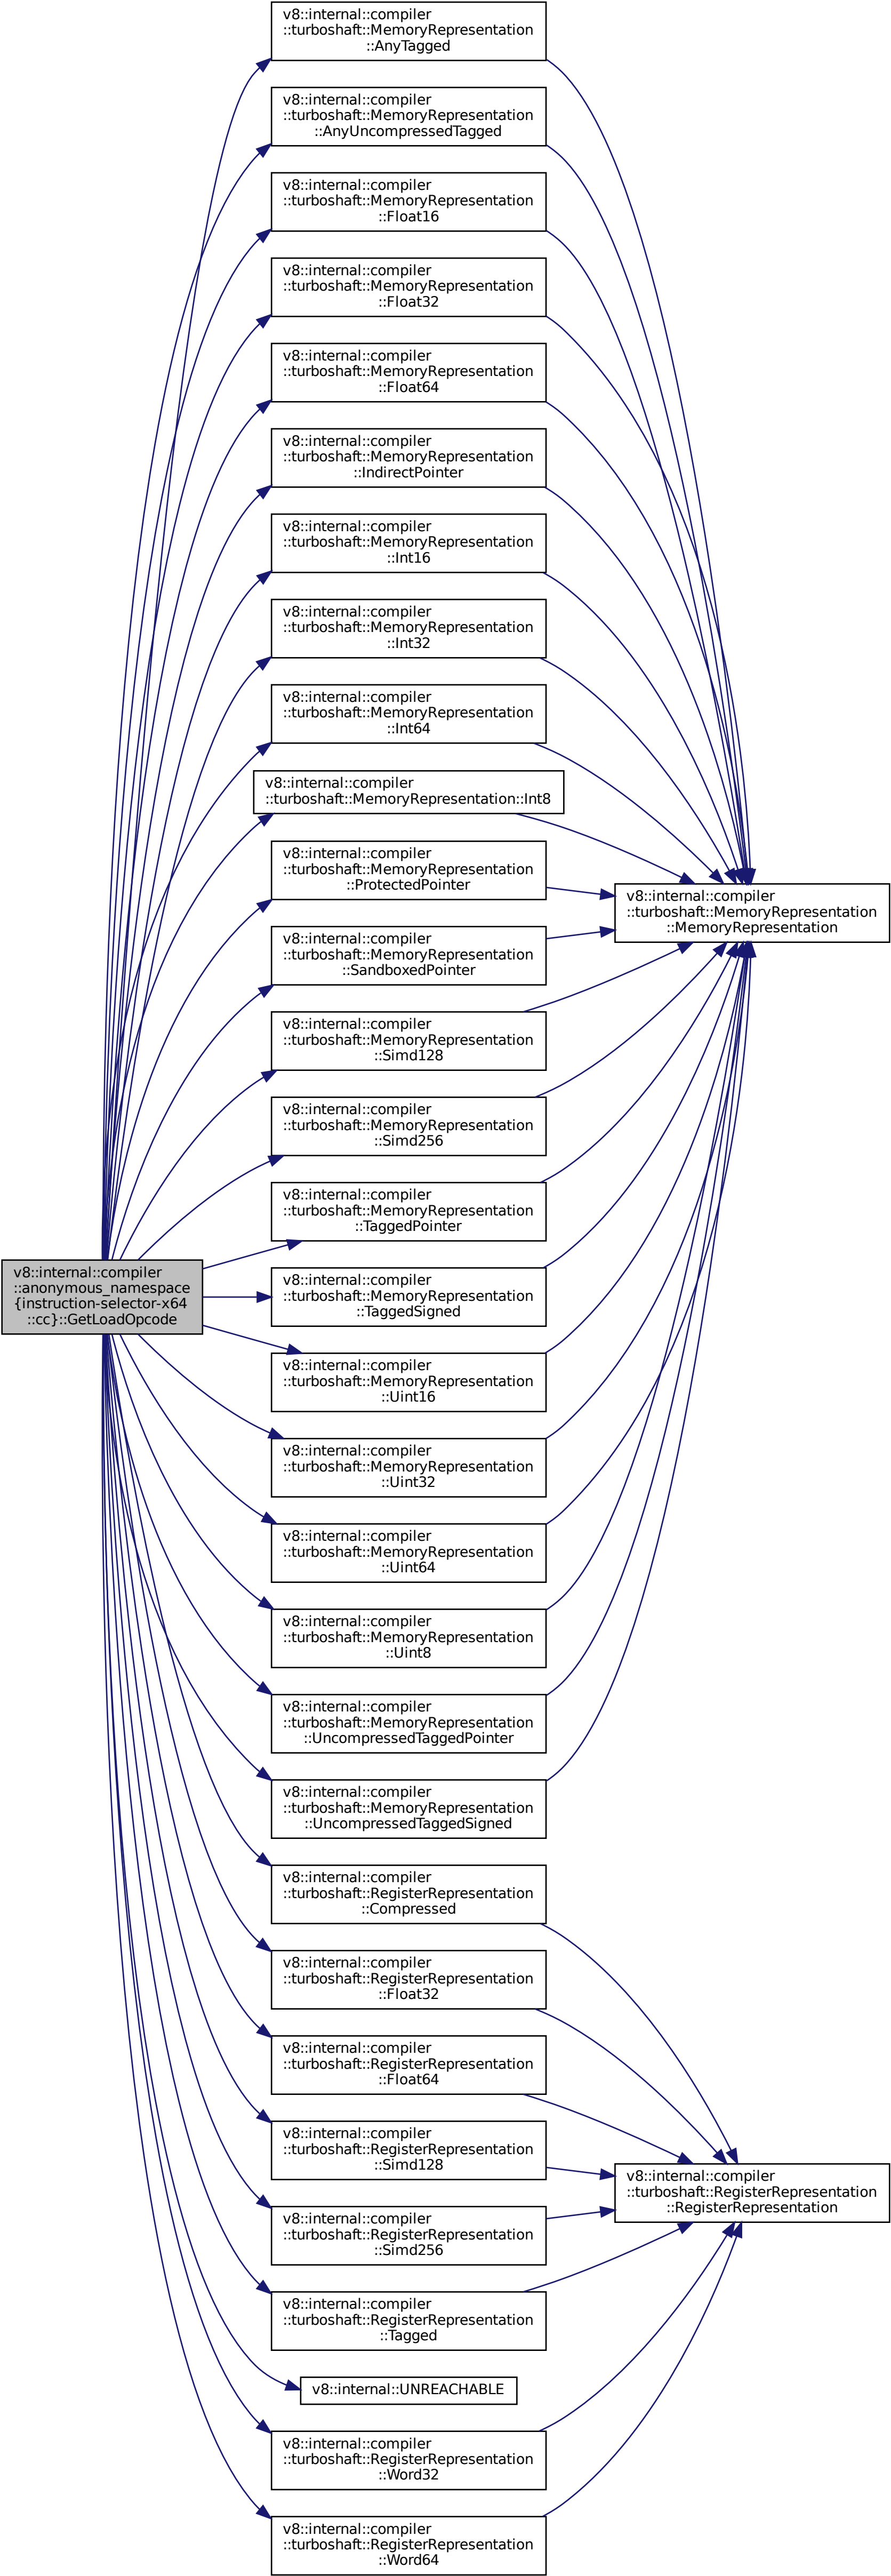 v8::internal::compiler
::turboshaft::MemoryRepresentation
::AnyTagged
v8::internal::compiler
::turboshaft::MemoryRepresentation
::AnyUncompressedTagged
v8::internal::compiler
::turboshaft::MemoryRepresentation
::Float16
v8::internal::compiler
::turboshaft::MemoryRepresentation
::Float32
v8::internal::compiler
::turboshaft::MemoryRepresentation
::Float64
v8::internal::compiler
::turboshaft::MemoryRepresentation
::IndirectPointer
v8::internal::compiler
::turboshaft::MemoryRepresentation
::Int16
v8::internal::compiler
::turboshaft::MemoryRepresentation
::Int32
v8::internal::compiler
::turboshaft::MemoryRepresentation
::Int64
v8::internal::compiler
::turboshaft::MemoryRepresentation::Int8
v8::internal::compiler
::turboshaft::MemoryRepresentation
::ProtectedPointer
v8::internal::compiler
::turboshaft::MemoryRepresentation
::MemoryRepresentation
v8::internal::compiler
::turboshaft::MemoryRepresentation
::SandboxedPointer
v8::internal::compiler
::turboshaft::MemoryRepresentation
::Simd128
v8::internal::compiler
::turboshaft::MemoryRepresentation
::Simd256
v8::internal::compiler
::turboshaft::MemoryRepresentation
::TaggedPointer
v8::internal::compiler
::anonymous_namespace
{instruction-selector-x64
::cc}::GetLoadOpcode
v8::internal::compiler
::turboshaft::MemoryRepresentation
::TaggedSigned
v8::internal::compiler
::turboshaft::MemoryRepresentation
::Uint16
v8::internal::compiler
::turboshaft::MemoryRepresentation
::Uint32
v8::internal::compiler
::turboshaft::MemoryRepresentation
::Uint64
v8::internal::compiler
::turboshaft::MemoryRepresentation
::Uint8
v8::internal::compiler
::turboshaft::MemoryRepresentation
::UncompressedTaggedPointer
v8::internal::compiler
::turboshaft::MemoryRepresentation
::UncompressedTaggedSigned
v8::internal::compiler
::turboshaft::RegisterRepresentation
::Compressed
v8::internal::compiler
::turboshaft::RegisterRepresentation
::Float32
v8::internal::compiler
::turboshaft::RegisterRepresentation
::Float64
v8::internal::compiler
::turboshaft::RegisterRepresentation
::Simd128
v8::internal::compiler
::turboshaft::RegisterRepresentation
::RegisterRepresentation
v8::internal::compiler
::turboshaft::RegisterRepresentation
::Simd256
v8::internal::compiler
::turboshaft::RegisterRepresentation
::Tagged
v8::internal::UNREACHABLE
v8::internal::compiler
::turboshaft::RegisterRepresentation
::Word32
v8::internal::compiler
::turboshaft::RegisterRepresentation
::Word64